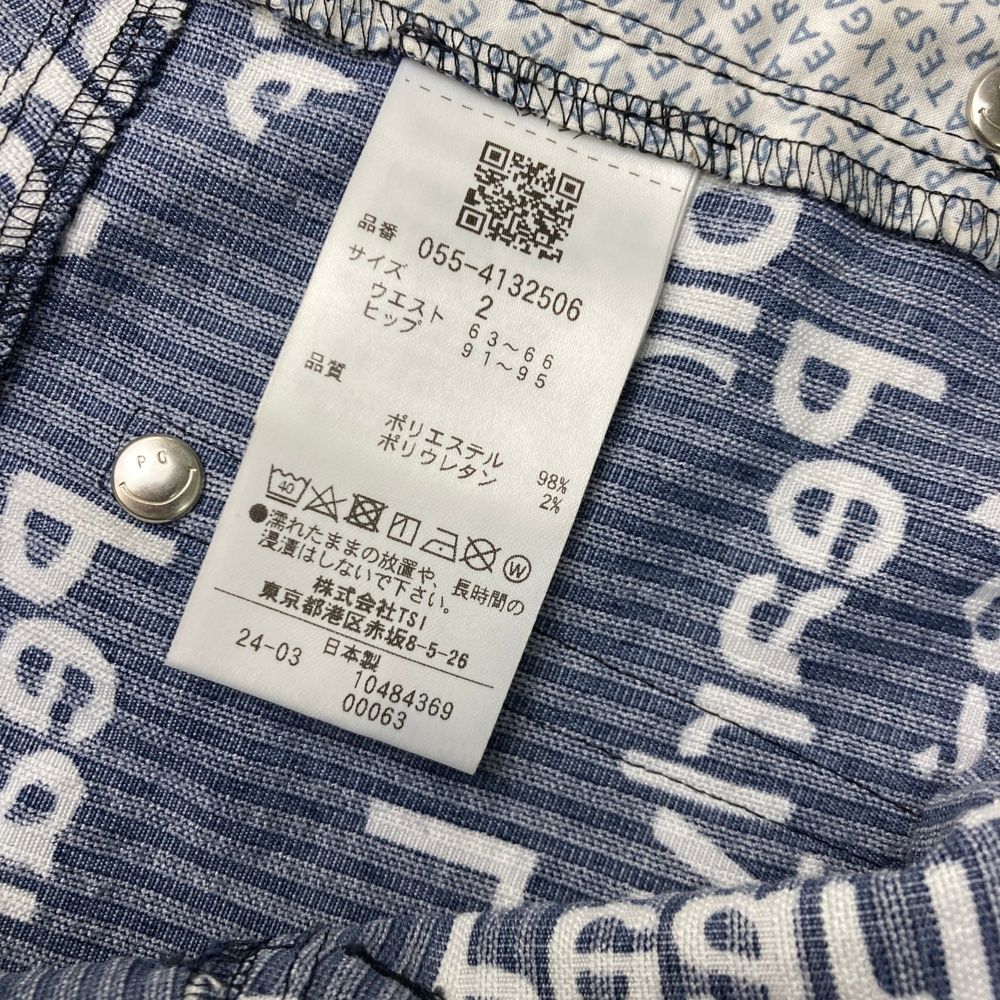 品番 055-4132506
サイズ 2
ウエスト 63～66
ヒップ 91～95
品質
ポリエステル 98%
ポリウレタン 2%
40
W
●濡れたままの放置や、長時間の
浸漬はしないで下さい。
株式会社TSI
東京都港区赤坂8-5-26
24-03 日本製
10484369
00063
P G
Pearly
Pea
PEARLYGATES